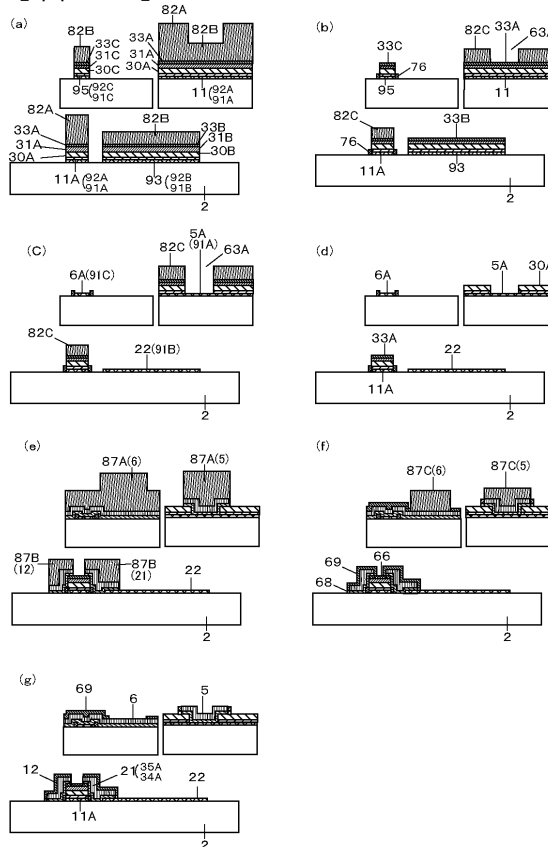 (a)
82A
82B
33C
31C
30C
33A
31A
30A
95(92C
91C
11(92A
91A
82A
82B
33A
31A
30A
33B
31B
30B
11A(92A
91A
93 (92B
91B
2
(b)
33C
76
82C
33A
63A
95
11
82C
33B
76
11A
93
2
(C)
6A(91C)
82C
5A
(91A)
63A
82C
22(91B)
2
(d)
6A
5A
30A
33A
22
11A
2
(e)
87A(6)
87A(5)
87B
(12)
87B
(21)
22
2
(f)
87C(6)
87C(5)
69
66
68
22
2
(g)
69
6
5
12
21(35A
34A
22
11A
2